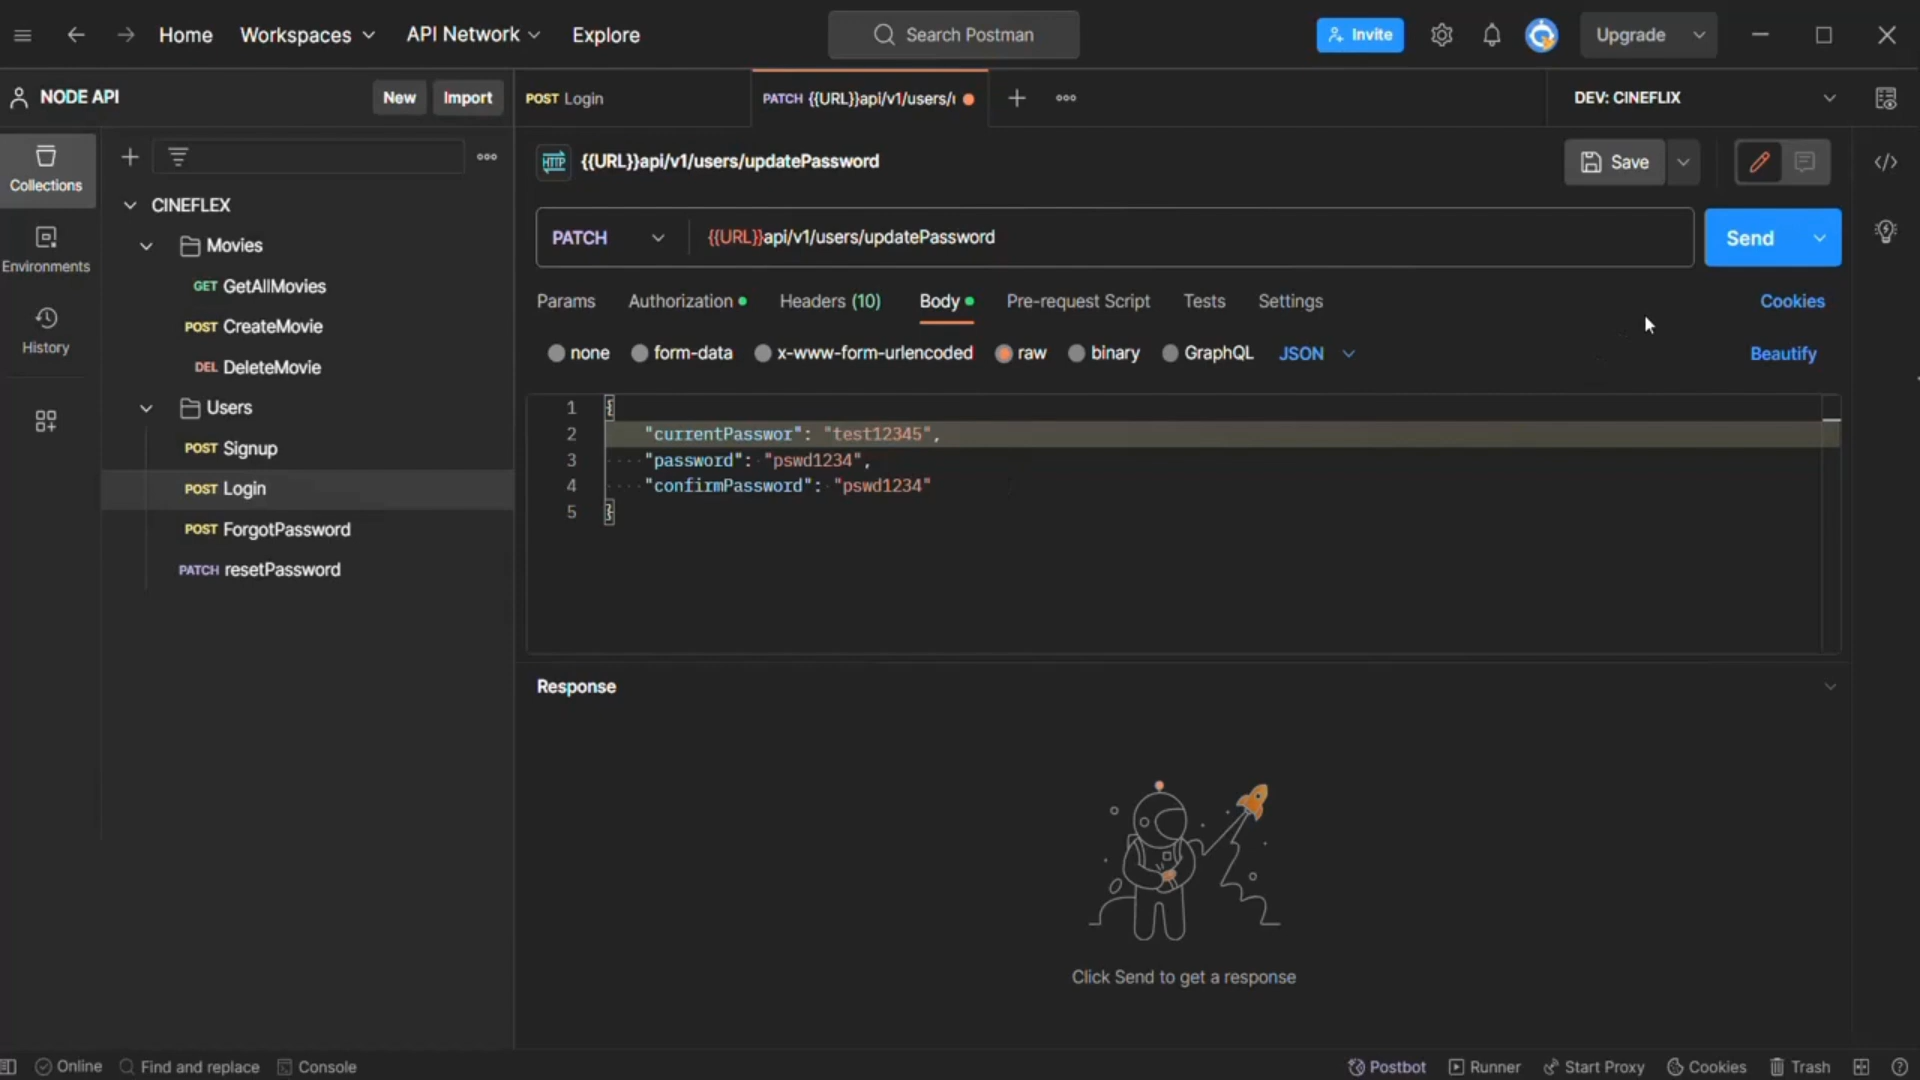 Home Workspaces API Network Explore Search Postman Invite Upgrade
NODE API New Import POST Login PATCH {{URL}}api/v1/users/ DEV: CINEFLIX
HTTP {{URL}}api/v1/users/updatePassword Save
Collections
CINEFLEX
PATCH {{URL}}api/v1/users/updatePassword Send
Movies
Environments
GET GetAllMovies
Params Authorization Headers (10) Body Pre-request Script Tests Settings Cookies
POST CreateMovie
History
none form-data x-www-form-urlencoded raw binary GraphQL JSON Beautify
DEL DeleteMovie
Users
1 {
2 "currentPasswor": "test12345",
POST Signup
3 "password": "pswd1234",
POST Login
4 "confirmPassword": "pswd1234"
5 }
POST ForgotPassword
PATCH resetPassword
Response
Click Send to get a response
Online Find and replace Console Postbot Runner Start Proxy Cookies Trash